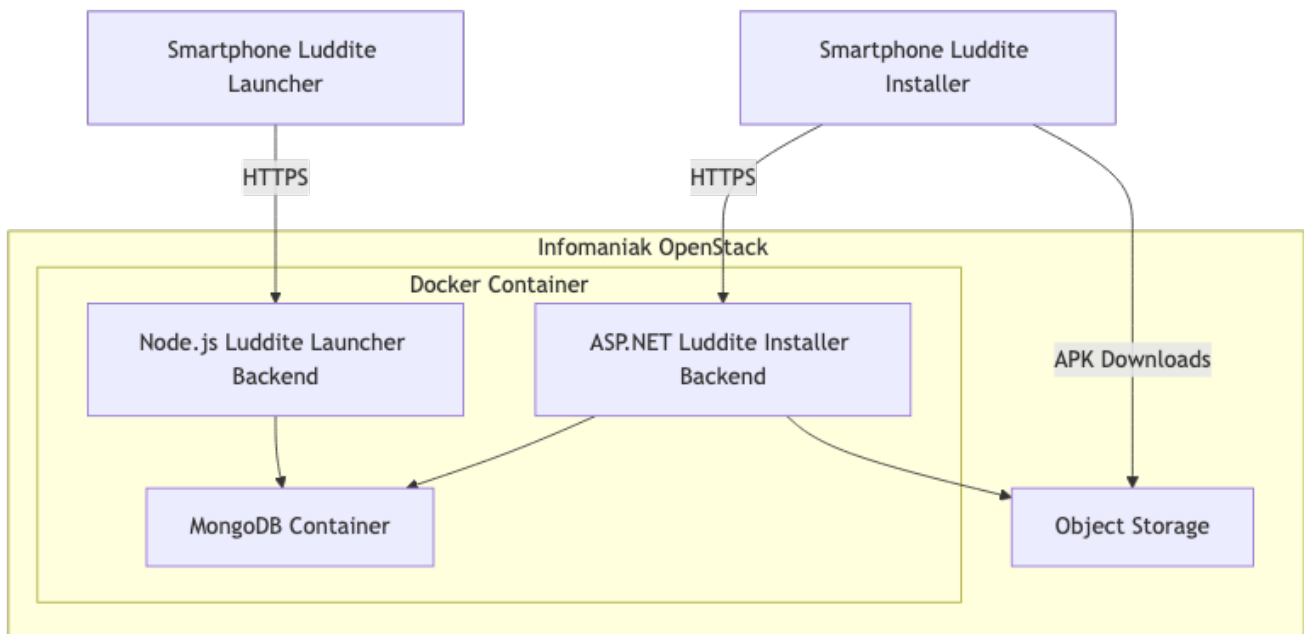 Smartphone Luddite
Launcher
Smartphone Luddite
Installer
HTTPS
HTTPS
Infomaniak OpenStack
Docker Container
Node.js Luddite Launcher
Backend
ASP.NET Luddite Installer
Backend
APK Downloads
MongoDB Container
Object Storage